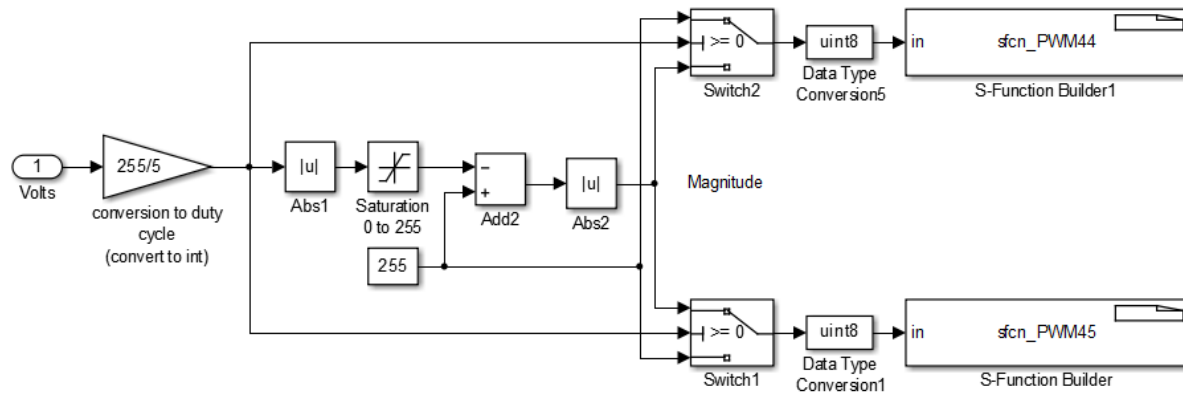 >= 0
Switch2
uint8
Data Type
Conversion5
in
sfcn_PWM44
S-Function Builder1
1
Volts
255/5
conversion to duty
cycle
(convert to int)
|u|
Abs1
Saturation
0 to 255
−
+
Add2
|u|
Abs2
Magnitude
255
>= 0
Switch1
uint8
Data Type
Conversion1
in
sfcn_PWM45
S-Function Builder